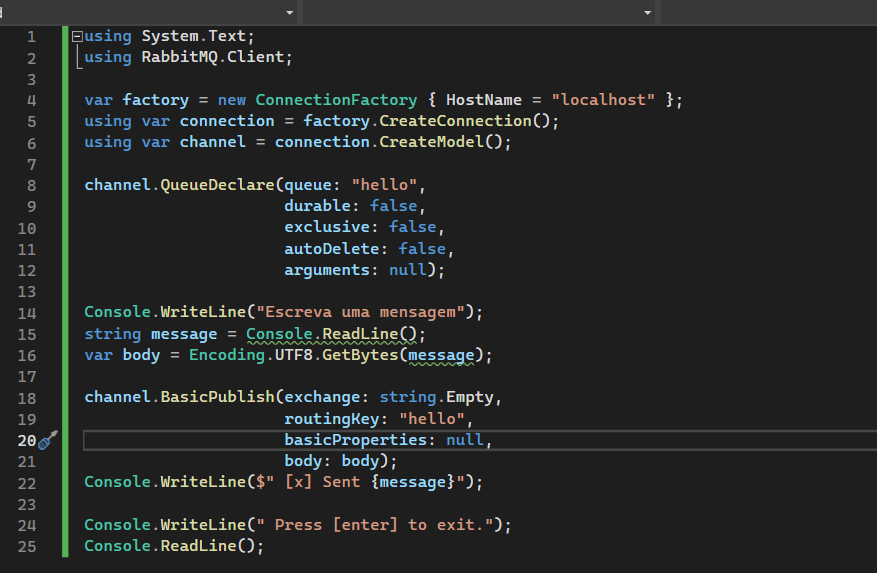 1 using System.Text;
2 using RabbitMQ.Client;
3
4 var factory = new ConnectionFactory { HostName = "localhost" };
5 using var connection = factory.CreateConnection();
6 using var channel = connection.CreateModel();
7
8 channel.QueueDeclare(queue: "hello",
9 durable: false,
10 exclusive: false,
11 autoDelete: false,
12 arguments: null);
13
14 Console.WriteLine("Escreva uma mensagem");
15 string message = Console.ReadLine();
16 var body = Encoding.UTF8.GetBytes(message);
17
18 channel.BasicPublish(exchange: string.Empty,
19 routingKey: "hello",
20 basicProperties: null,
21 body: body);
22 Console.WriteLine($" [x] Sent {message}");
23
24 Console.WriteLine(" Press [enter] to exit.");
25 Console.ReadLine();